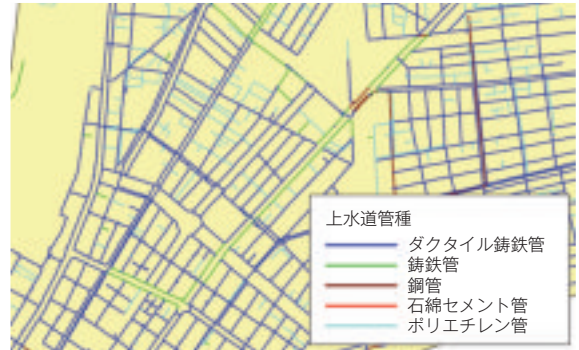 上水道管種
ダクタイル鋳鉄管
鋳鉄管
鋼管
石綿セメント管
ポリエチレン管